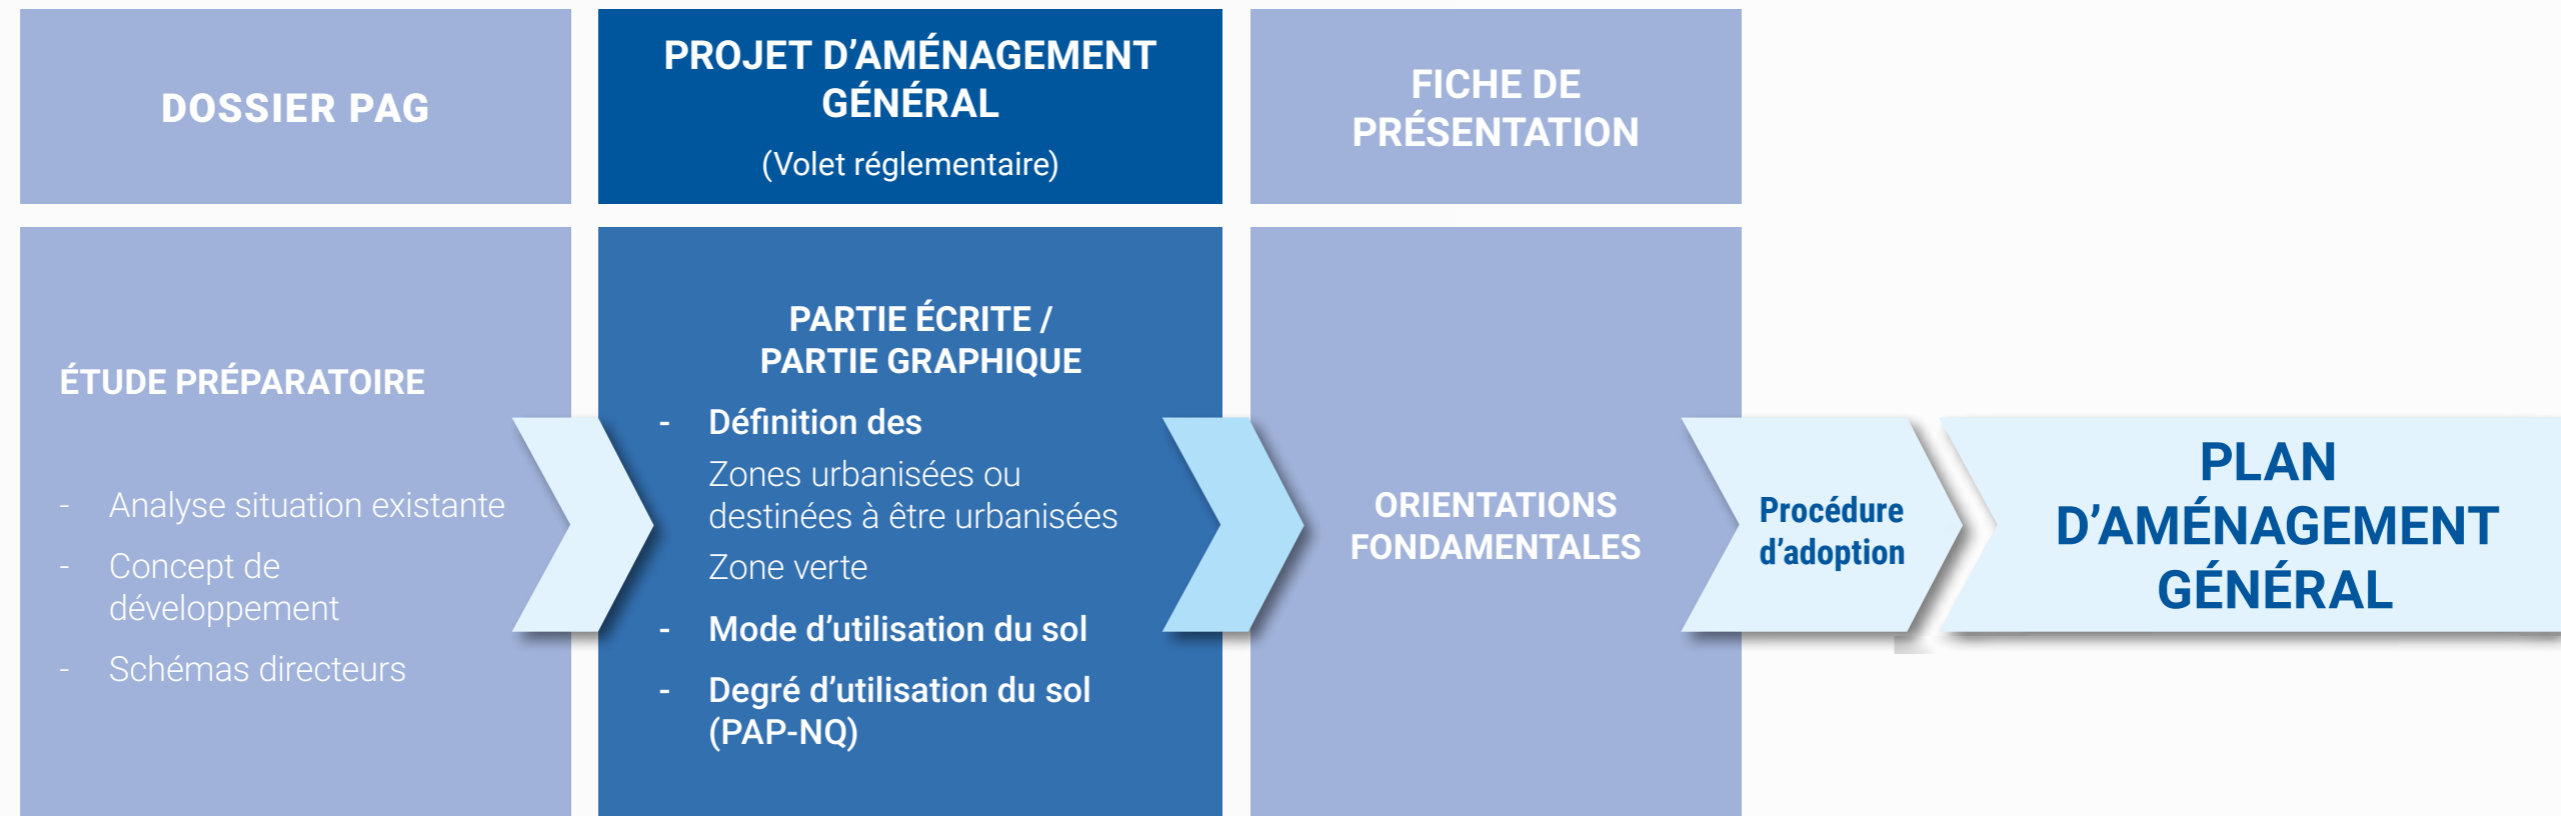 DOSSIER PAG
PROJET D’AMÉNAGEMENT
GÉNÉRAL
(Volet réglementaire)
FICHE DE
PRÉSENTATION
ÉTUDE PRÉPARATOIRE
- Analyse situation existante
- Concept de
développement
- Schémas directeurs
PARTIE ÉCRITE /
PARTIE GRAPHIQUE
- Définition des
Zones urbanisées ou
destinées à être urbanisées
Zone verte
- Mode d’utilisation du sol
- Degré d’utilisation du sol
(PAP-NQ)
ORIENTATIONS
FONDAMENTALES
Procédure
d’adoption
PLAN
D’AMÉNAGEMENT
GÉNÉRAL